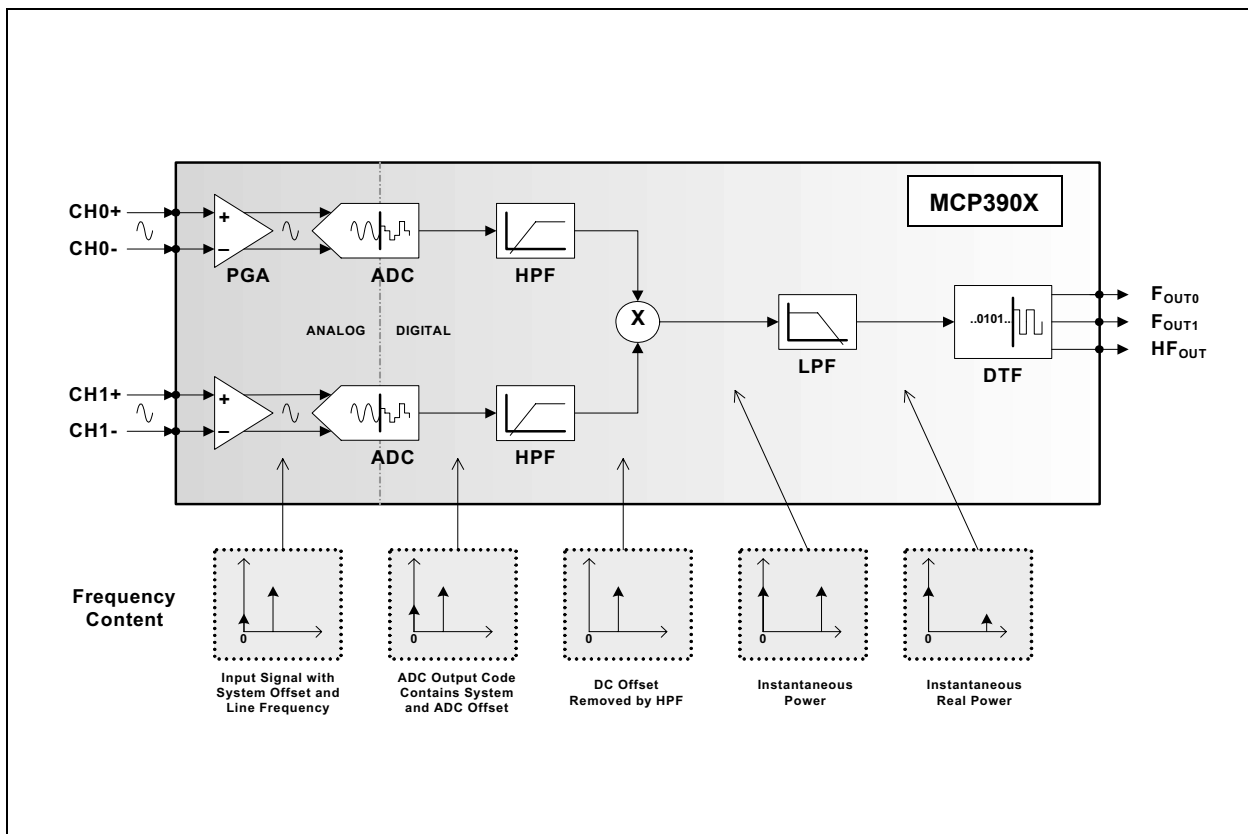 MCP390X
CH0+
CH0-
+
–
PGA
ADC
HPF
ANALOG
DIGITAL
X
LPF
..0101..
DTF
FOUT0
FOUT1
HFOUT
CH1+
CH1-
+
–
ADC
HPF
Frequency
Content
0
0
0
0
0
Input Signal with
System Offset and
Line Frequency
ADC Output Code
Contains System
and ADC Offset
DC Offset
Removed by HPF
Instantaneous
Power
Instantaneous
Real Power